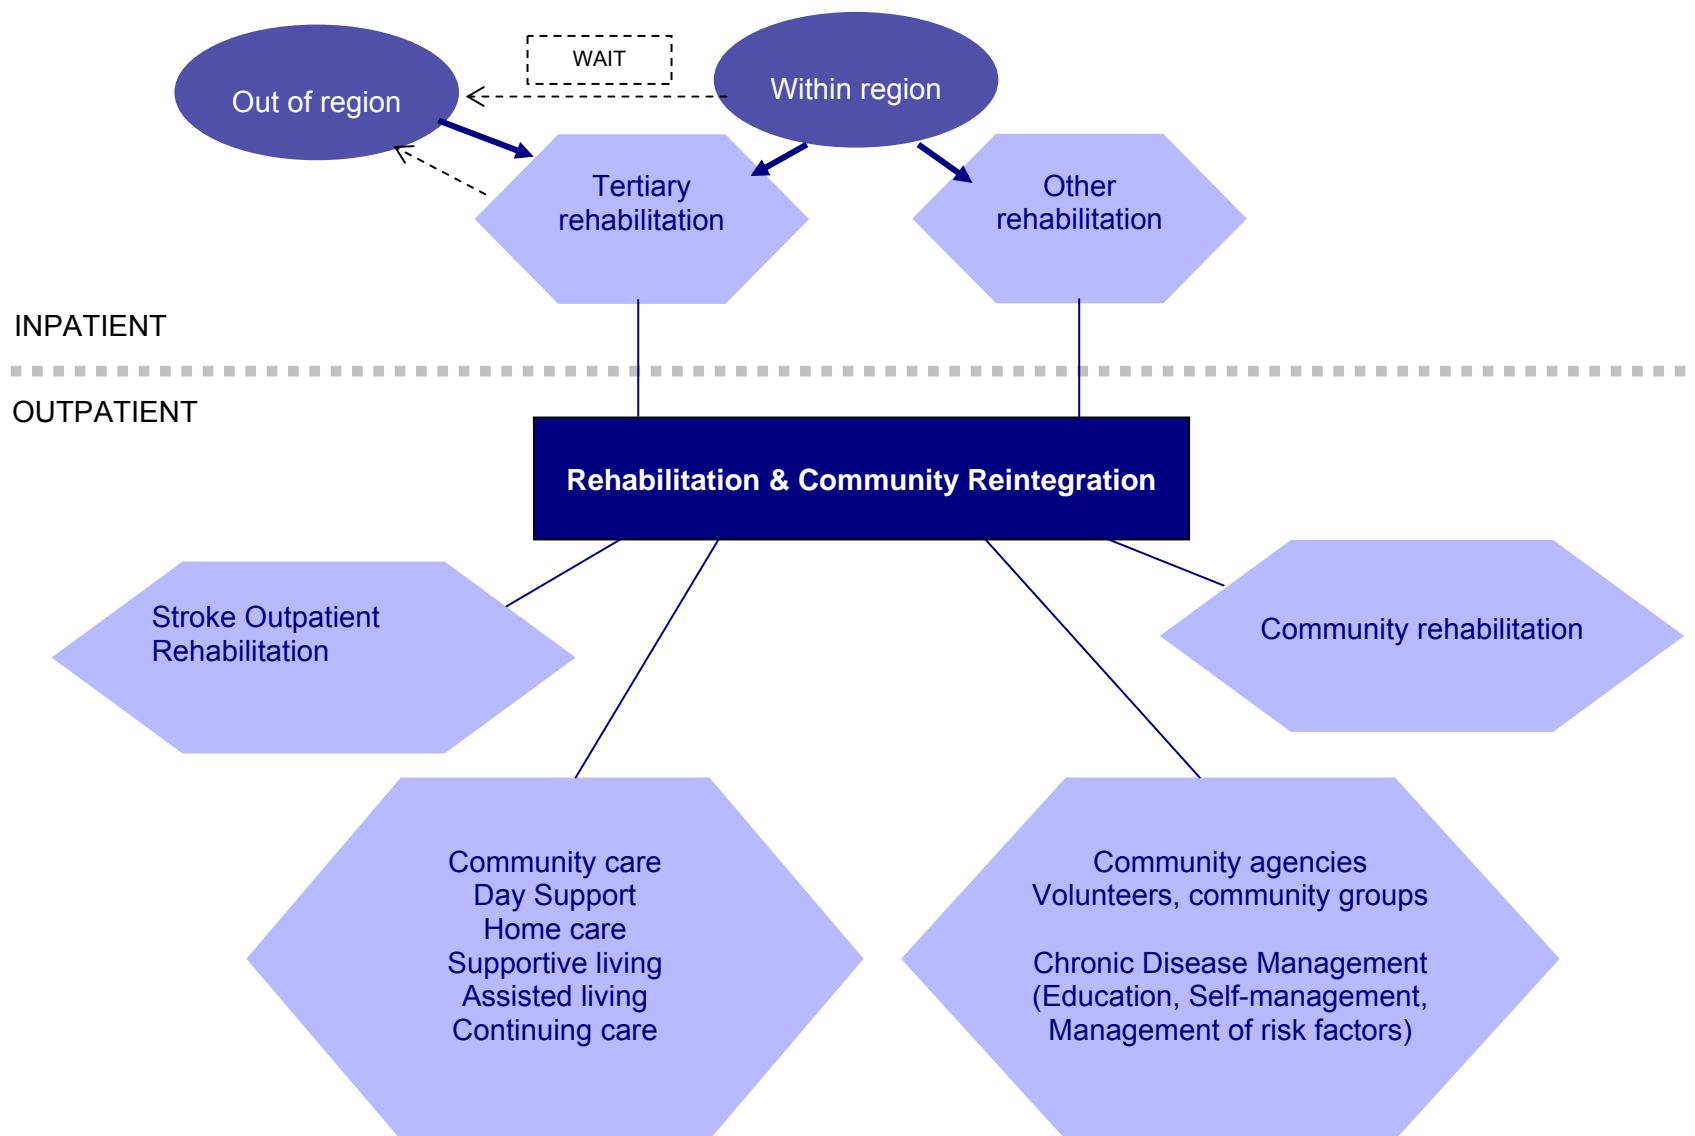 WAIT
Out of region
Within region
Tertiary
rehabilitation
Other
rehabilitation
INPATIENT
OUTPATIENT
Rehabilitation & Community Reintegration
Stroke Outpatient
Rehabilitation
Community rehabilitation
Community care
Day Support
Home care
Supportive living
Assisted living
Continuing care
Community agencies
Volunteers, community groups
Chronic Disease Management
(Education, Self-management,
Management of risk factors)